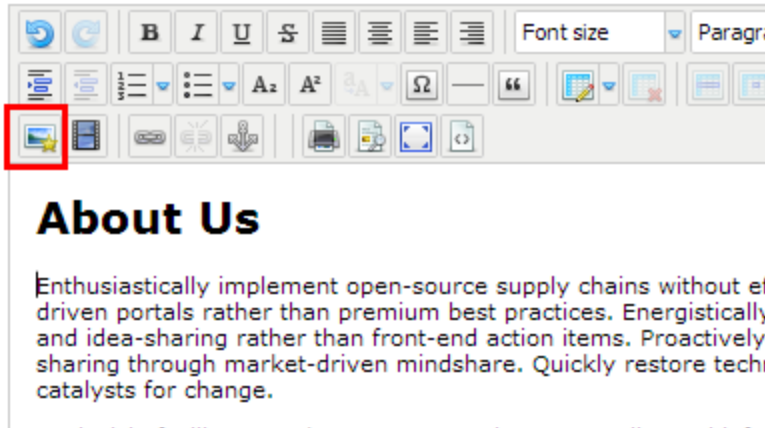 B I U S Font size Paragra
A₂ A² Ω
About Us
Enthusiastically implement open-source supply chains without ef
driven portals rather than premium best practices. Energistically
and idea-sharing rather than front-end action items. Proactively
sharing through market-driven mindshare. Quickly restore techn
catalysts for change.